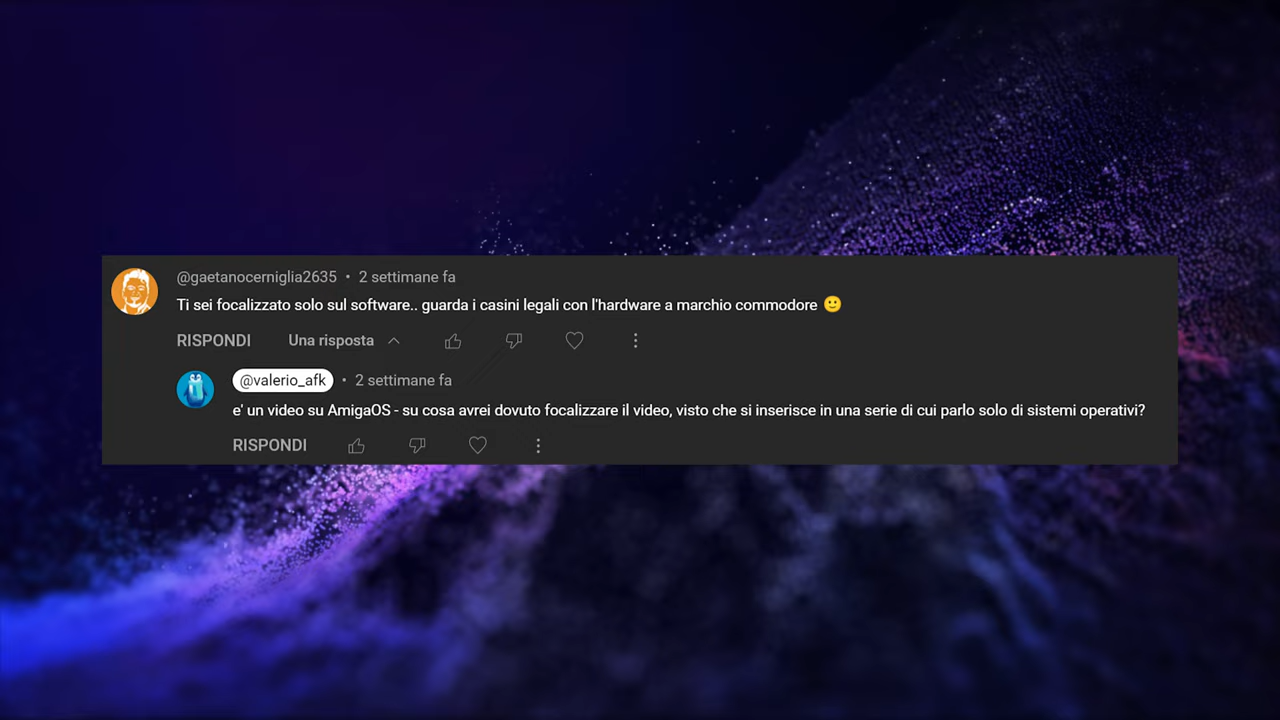 @gaetanocerniglia2635 • 2 settimane fa
Ti sei focalizzato solo sul software.. guarda i casini legali con l'hardware a marchio commodore 🙂
RISPONDI Una risposta
@valerio_afk • 2 settimane fa
e' un video su AmigaOS - su cosa avrei dovuto focalizzare il video, visto che si inserisce in una serie di cui parlo solo di sistemi operativi?
RISPONDI